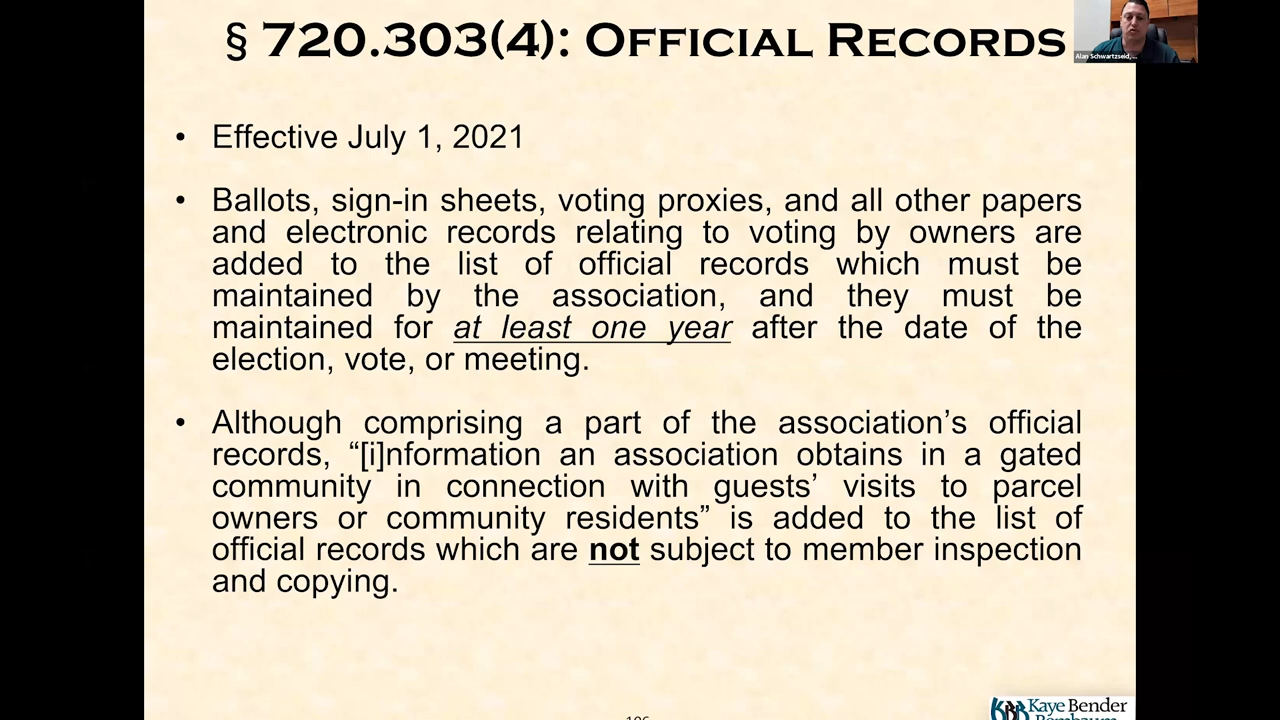 § 720.303(4): OFFICIAL RECORDS
Alan Schwartzseid,...
• Effective July 1, 2021
• Ballots, sign-in sheets, voting proxies, and all other papers
and electronic records relating to voting by owners are
added to the list of official records which must be
maintained by the association, and they must be
maintained for at least one year after the date of the
election, vote, or meeting.
• Although comprising a part of the association’s official
records, “[i]nformation an association obtains in a gated
community in connection with guests’ visits to parcel
owners or community residents” is added to the list of
official records which are not subject to member inspection
and copying.
KBR Kaye Bender
Rembaum